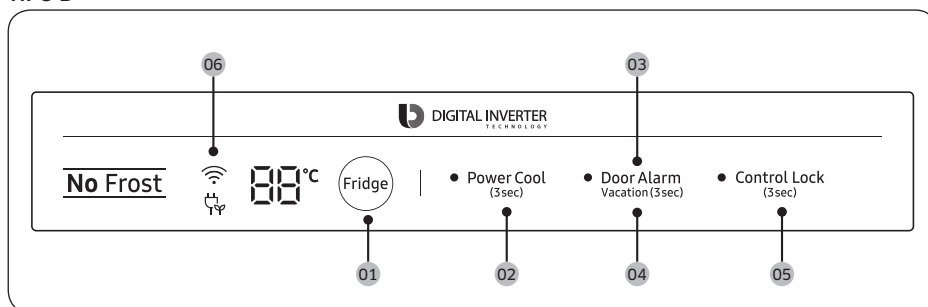 06
03
DIGITAL INVERTER
TECHNOLOGY
No Frost
88°C
Fridge
Power Cool
(3sec)
Door Alarm
Vacation (3sec)
Control Lock
(3sec)
01
02
04
05